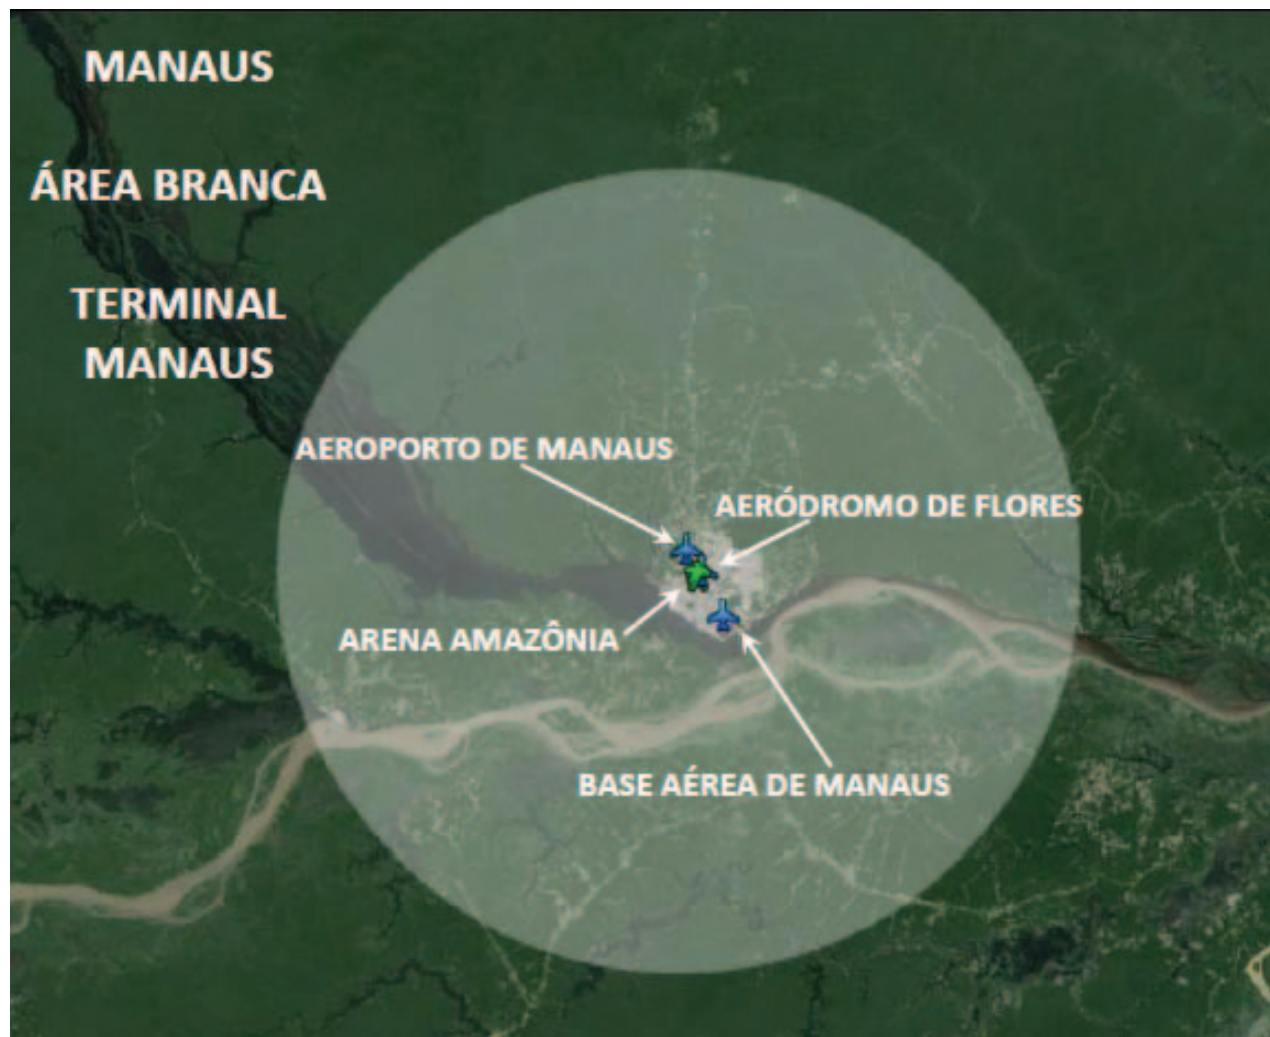 MANAUS
ÁREA BRANCA
TERMINAL
MANAUS
AEROPORTO DE MANAUS
AERÓDROMO DE FLORES
ARENA AMAZÔNIA
BASE AÉREA DE MANAUS